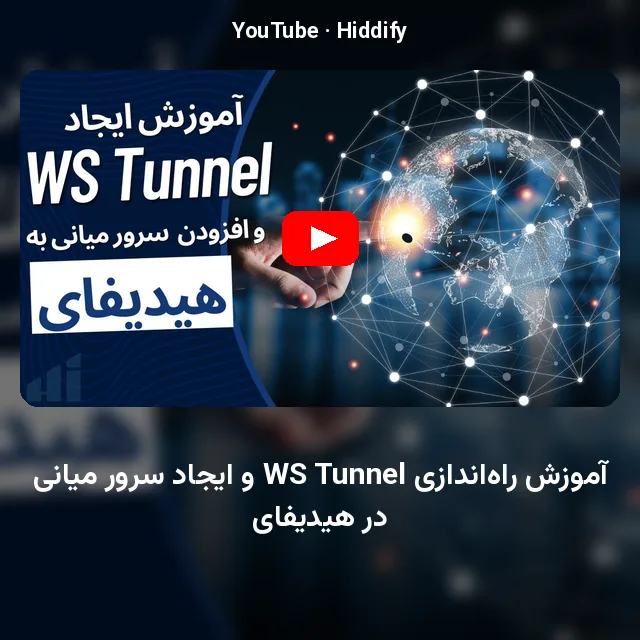 YouTube · Hiddify
آموزش ایجاد
WS Tunnel
و افزودن سرور میانی به
هیدیفای
آموزش راه‌اندازی WS Tunnel و ایجاد سرور میانی
در هیدیفای